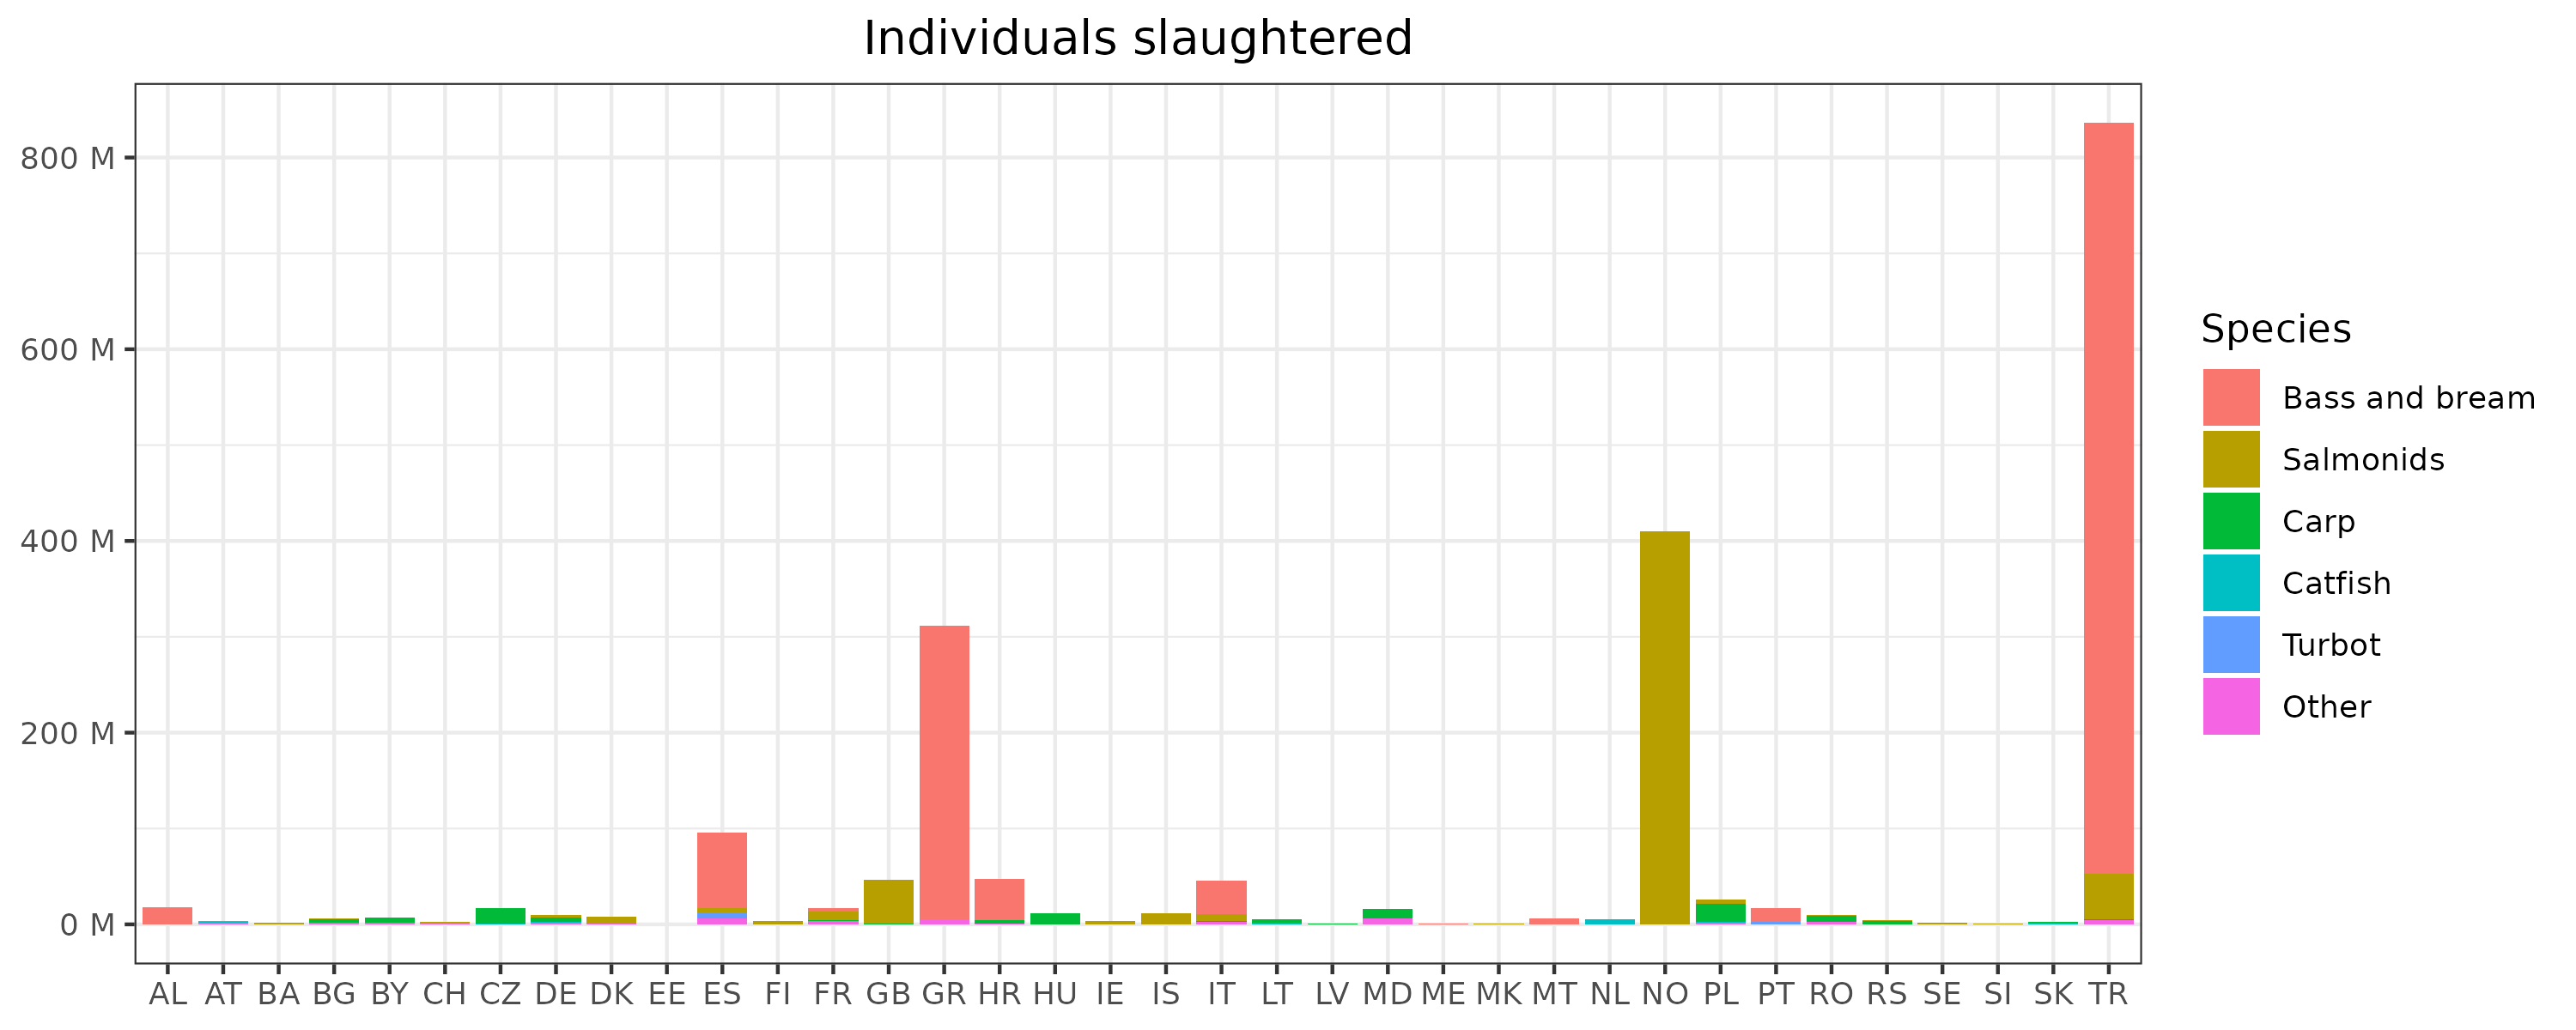 Individuals slaughtered
800 M
600 M
400 M
200 M
0 M
AL AT BA BG BY CH CZ DE DK EE ES FI FR GB GR HR HU IE IS IT LT LV MD ME MK MT NL NO PL PT RO RS SE SI SK TR
Species
Bass and bream
Salmonids
Carp
Catfish
Turbot
Other